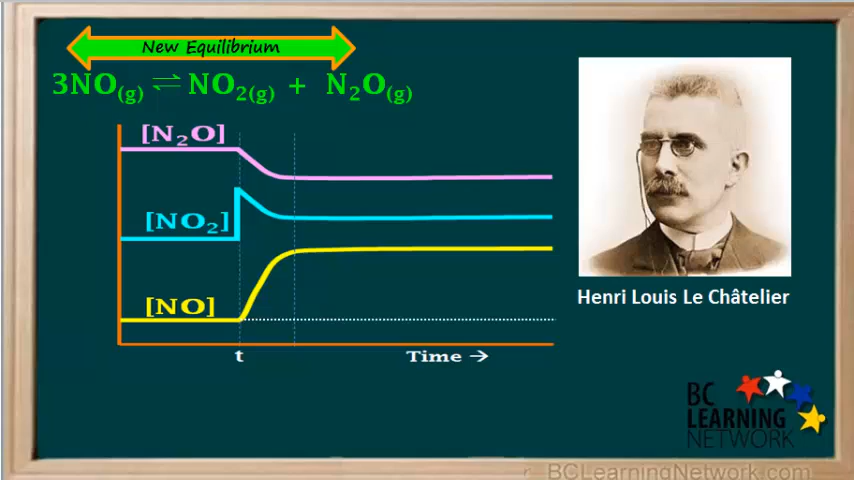 New Equilibrium
3NO(g) ⇌ NO₂(g) + N₂O(g)
[N₂O]
[NO₂]
[NO]
t
Time →
Henri Louis Le Châtelier
BC
LEARNING
NETWORK
BCLearningNetwork.com